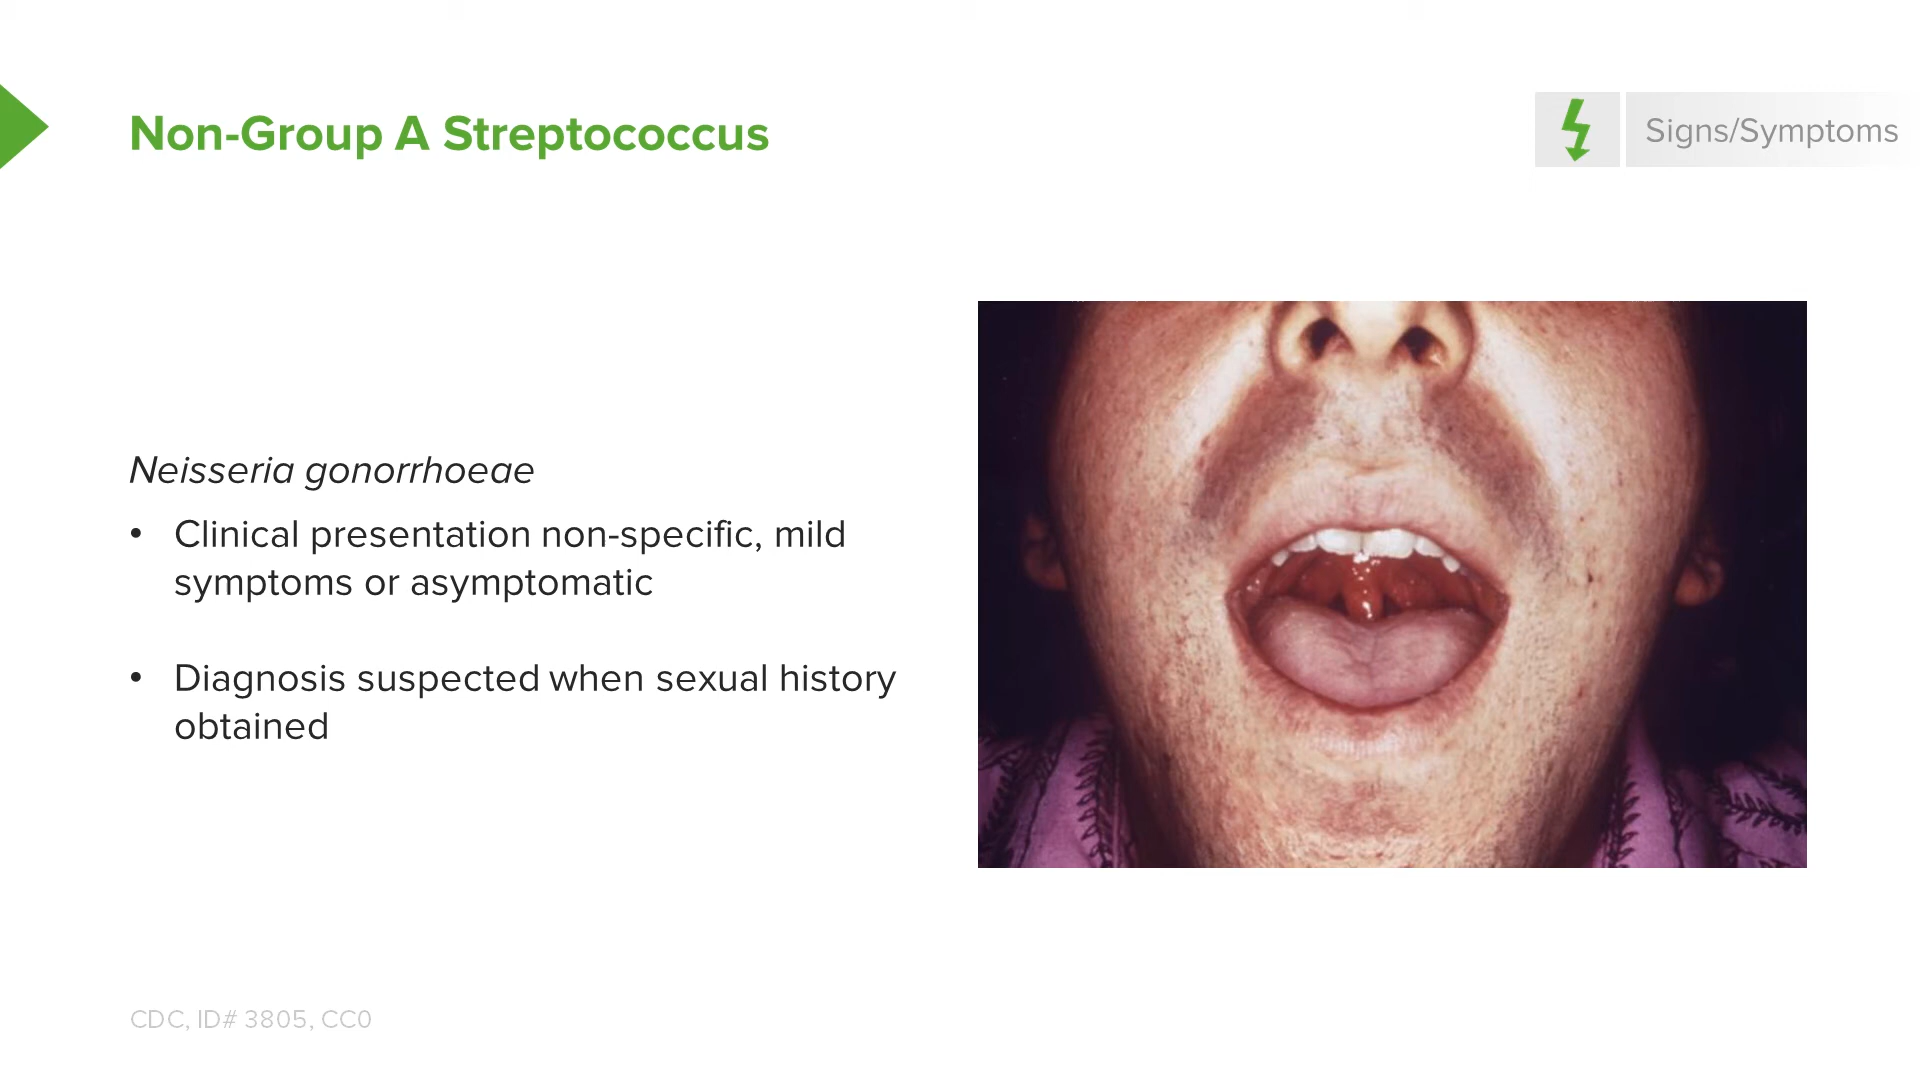 Non-Group A Streptococcus
Signs/Symptoms
Neisseria gonorrhoeae
• Clinical presentation non-specific, mild
symptoms or asymptomatic
• Diagnosis suspected when sexual history
obtained
CDC, ID# 3805, CC0